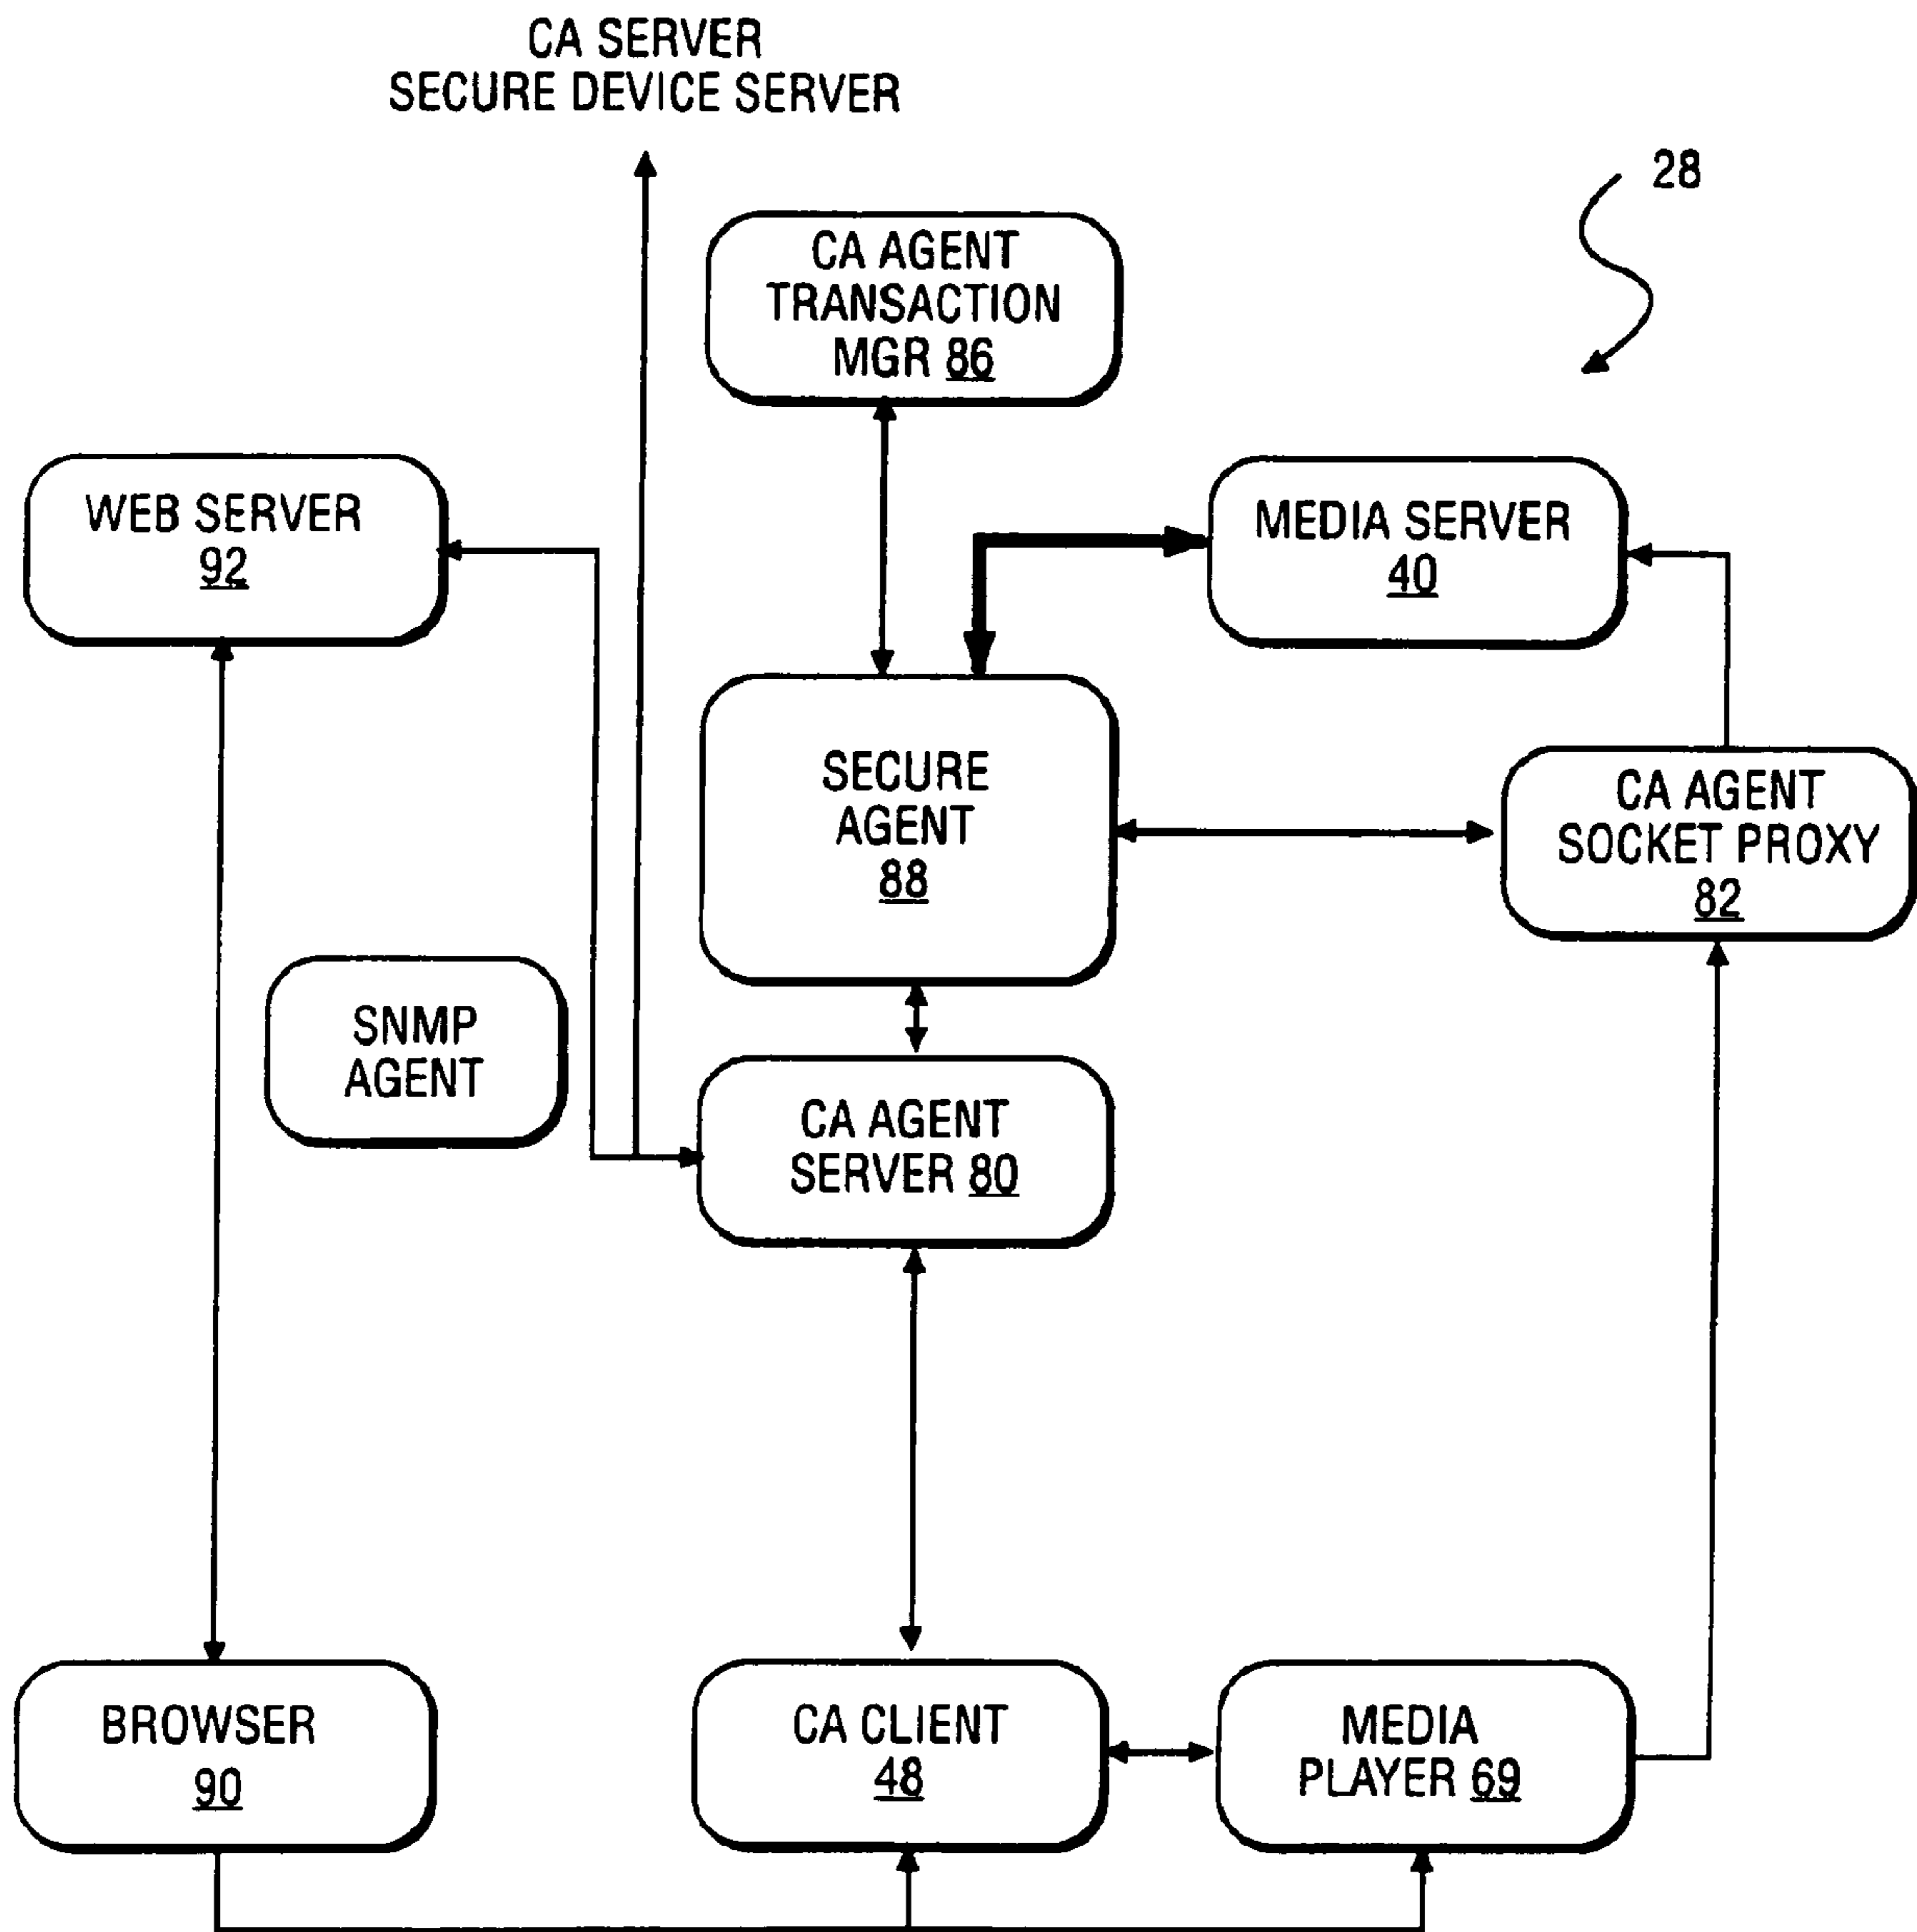 CA SERVER
SECURE DEVICE SERVER
28
CA AGENT
TRANSACTION
MGR 86
WEB SERVER
92
MEDIA SERVER
40
SECURE
AGENT
88
CA AGENT
SOCKET PROXY
82
SNMP
AGENT
CA AGENT
SERVER 80
BROWSER
90
CA CLIENT
48
MEDIA
PLAYER 69